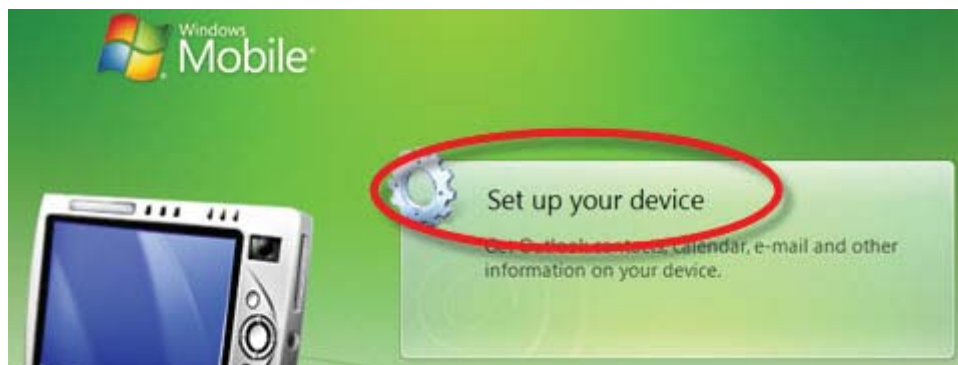 Windows
Mobile
Set up your device
Get Outlook contacts, calendar, e-mail and other
information on your device.